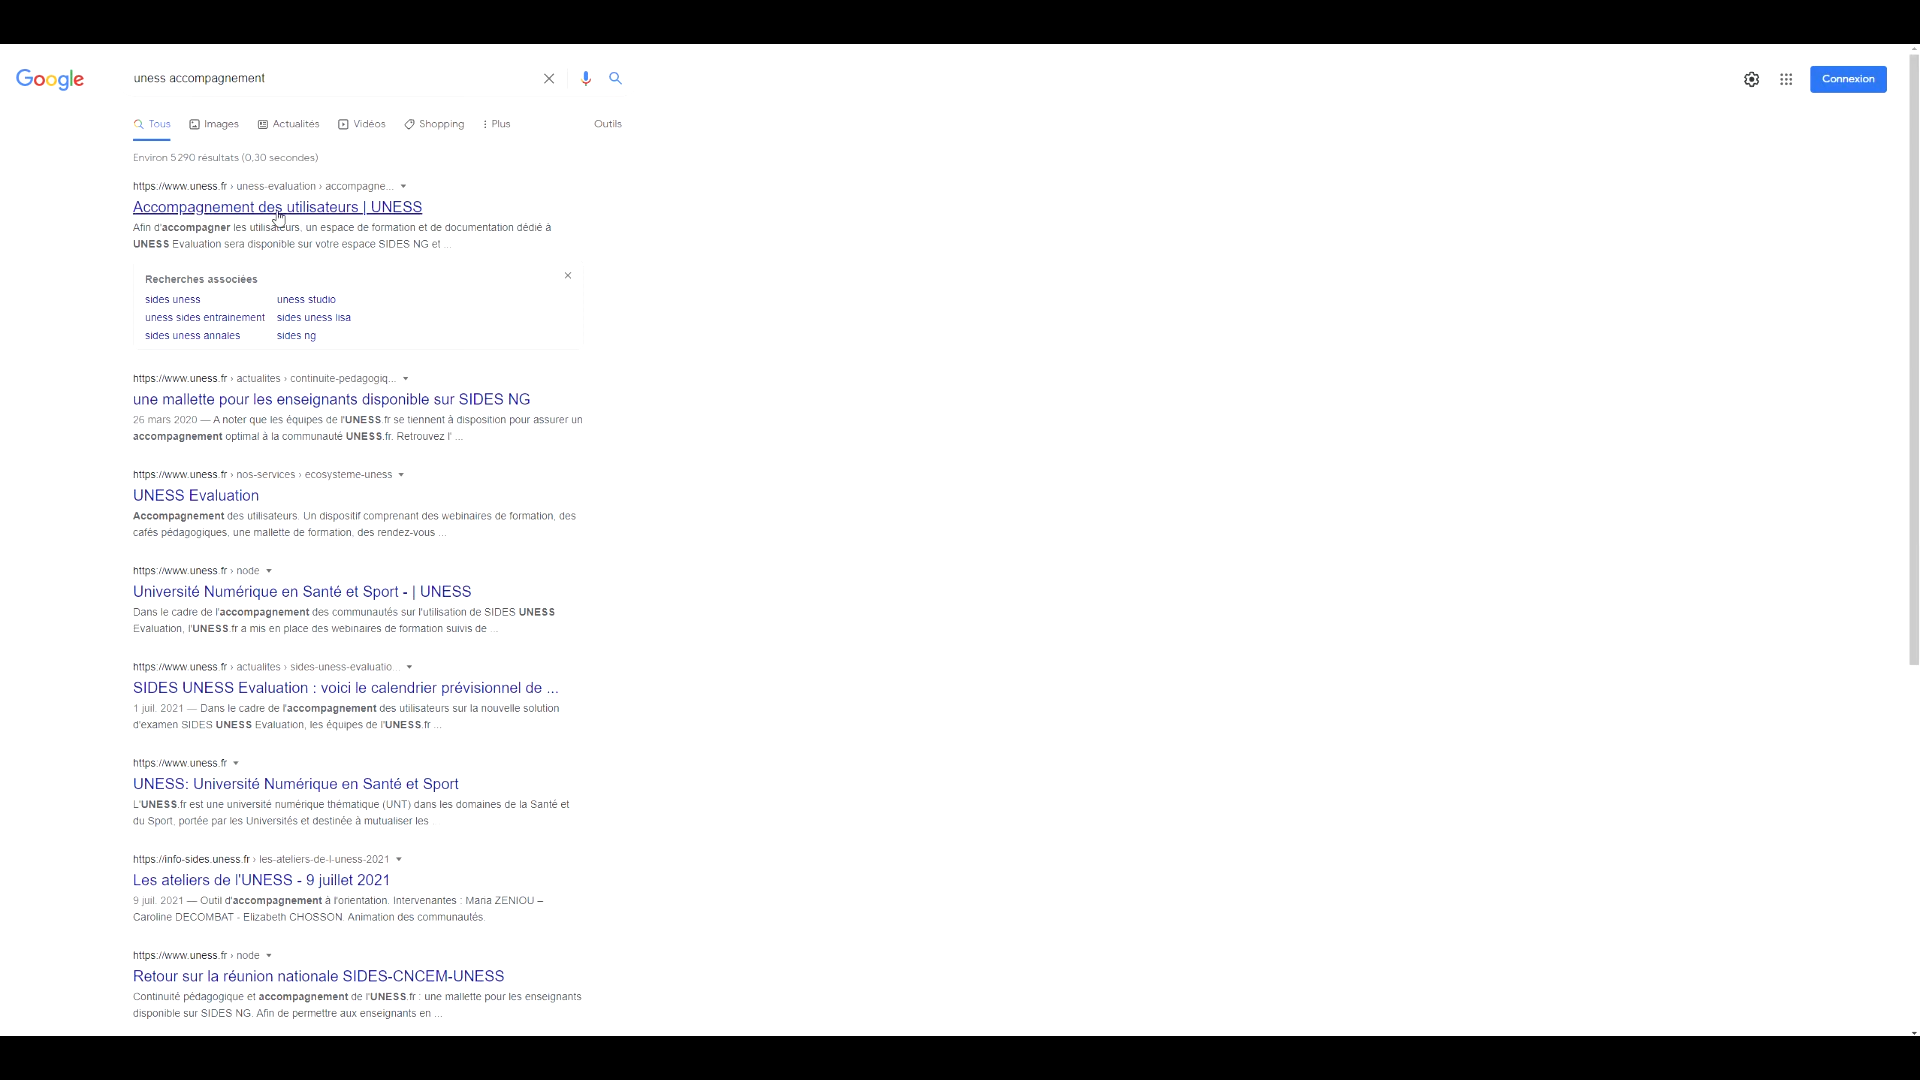 Google
uness accompagnement
Connexion
Tous Images Actualités Vidéos Shopping Plus Outils
Environ 5 290 résultats (0,30 secondes)
https://www.uness.fr › uness-evaluation › accompagne...
Accompagnement des utilisateurs | UNESS
Afin d'accompagner les utilisateurs, un espace de formation et de documentation dédié à
UNESS Evaluation sera disponible sur votre espace SIDES NG et ...
Recherches associées
sides uness uness studio
uness sides entrainement sides uness lisa
sides uness annales sides ng
https://www.uness.fr › actualites › continuite-pedagogiq...
une mallette pour les enseignants disponible sur SIDES NG
26 mars 2020 — A noter que les équipes de l'UNESS.fr se tiennent à disposition pour assurer un
accompagnement optimal à la communauté UNESS.fr. Retrouvez l' ...
https://www.uness.fr › nos-services › ecosysteme-uness
UNESS Evaluation
Accompagnement des utilisateurs. Un dispositif comprenant des webinaires de formation, des
cafés pédagogiques, une mallette de formation, des rendez-vous ...
https://www.uness.fr › node
Université Numérique en Santé et Sport - | UNESS
Dans le cadre de l'accompagnement des communautés sur l'utilisation de SIDES UNESS
Evaluation, l'UNESS.fr a mis en place des webinaires de formation suivis de ...
https://www.uness.fr › actualites › sides-uness-evaluatio...
SIDES UNESS Evaluation : voici le calendrier prévisionnel de ...
1 juil. 2021 — Dans le cadre de l'accompagnement des utilisateurs sur la nouvelle solution
d'examen SIDES UNESS Evaluation, les équipes de l'UNESS.fr ...
https://www.uness.fr
UNESS: Université Numérique en Santé et Sport
L'UNESS.fr est une université numérique thématique (UNT) dans les domaines de la Santé et
du Sport, portée par les Universités et destinée à mutualiser les
https://info-sides.uness.fr › les-ateliers-de-l-uness-2021
Les ateliers de l'UNESS - 9 juillet 2021
9 juil. 2021 — Outil d'accompagnement à l'orientation. Intervenantes : Maria ZENIOU –
Caroline DECOMBAT - Elizabeth CHOSSON. Animation des communautés.
https://www.uness.fr › node
Retour sur la réunion nationale SIDES-CNCEM-UNESS
Continuité pédagogique et accompagnement de l'UNESS.fr : une mallette pour les enseignants
disponible sur SIDES NG. Afin de permettre aux enseignants en ...